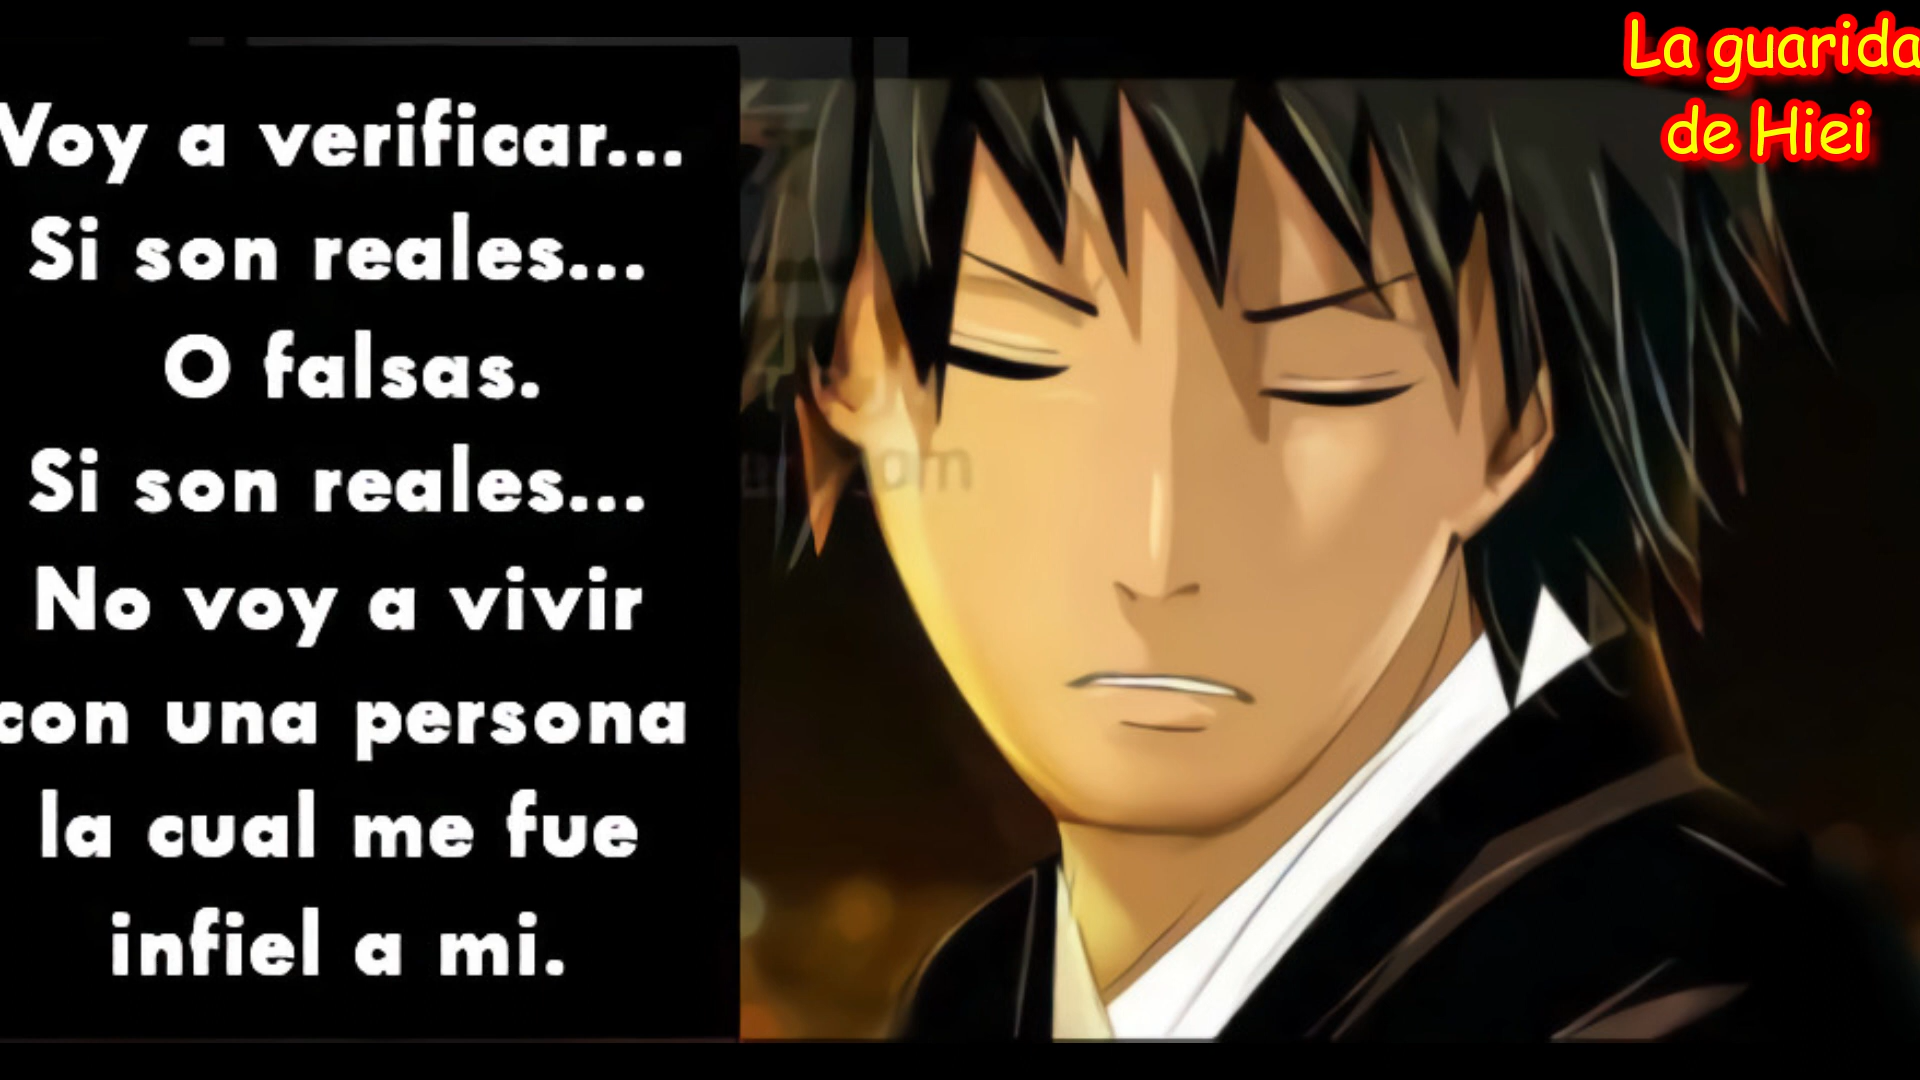 Voy a verificar...
Si son reales...
O falsas.
Si son reales...
No voy a vivir
con una persona
la cual me fue
infiel a mi.
La guarida
de Hiei